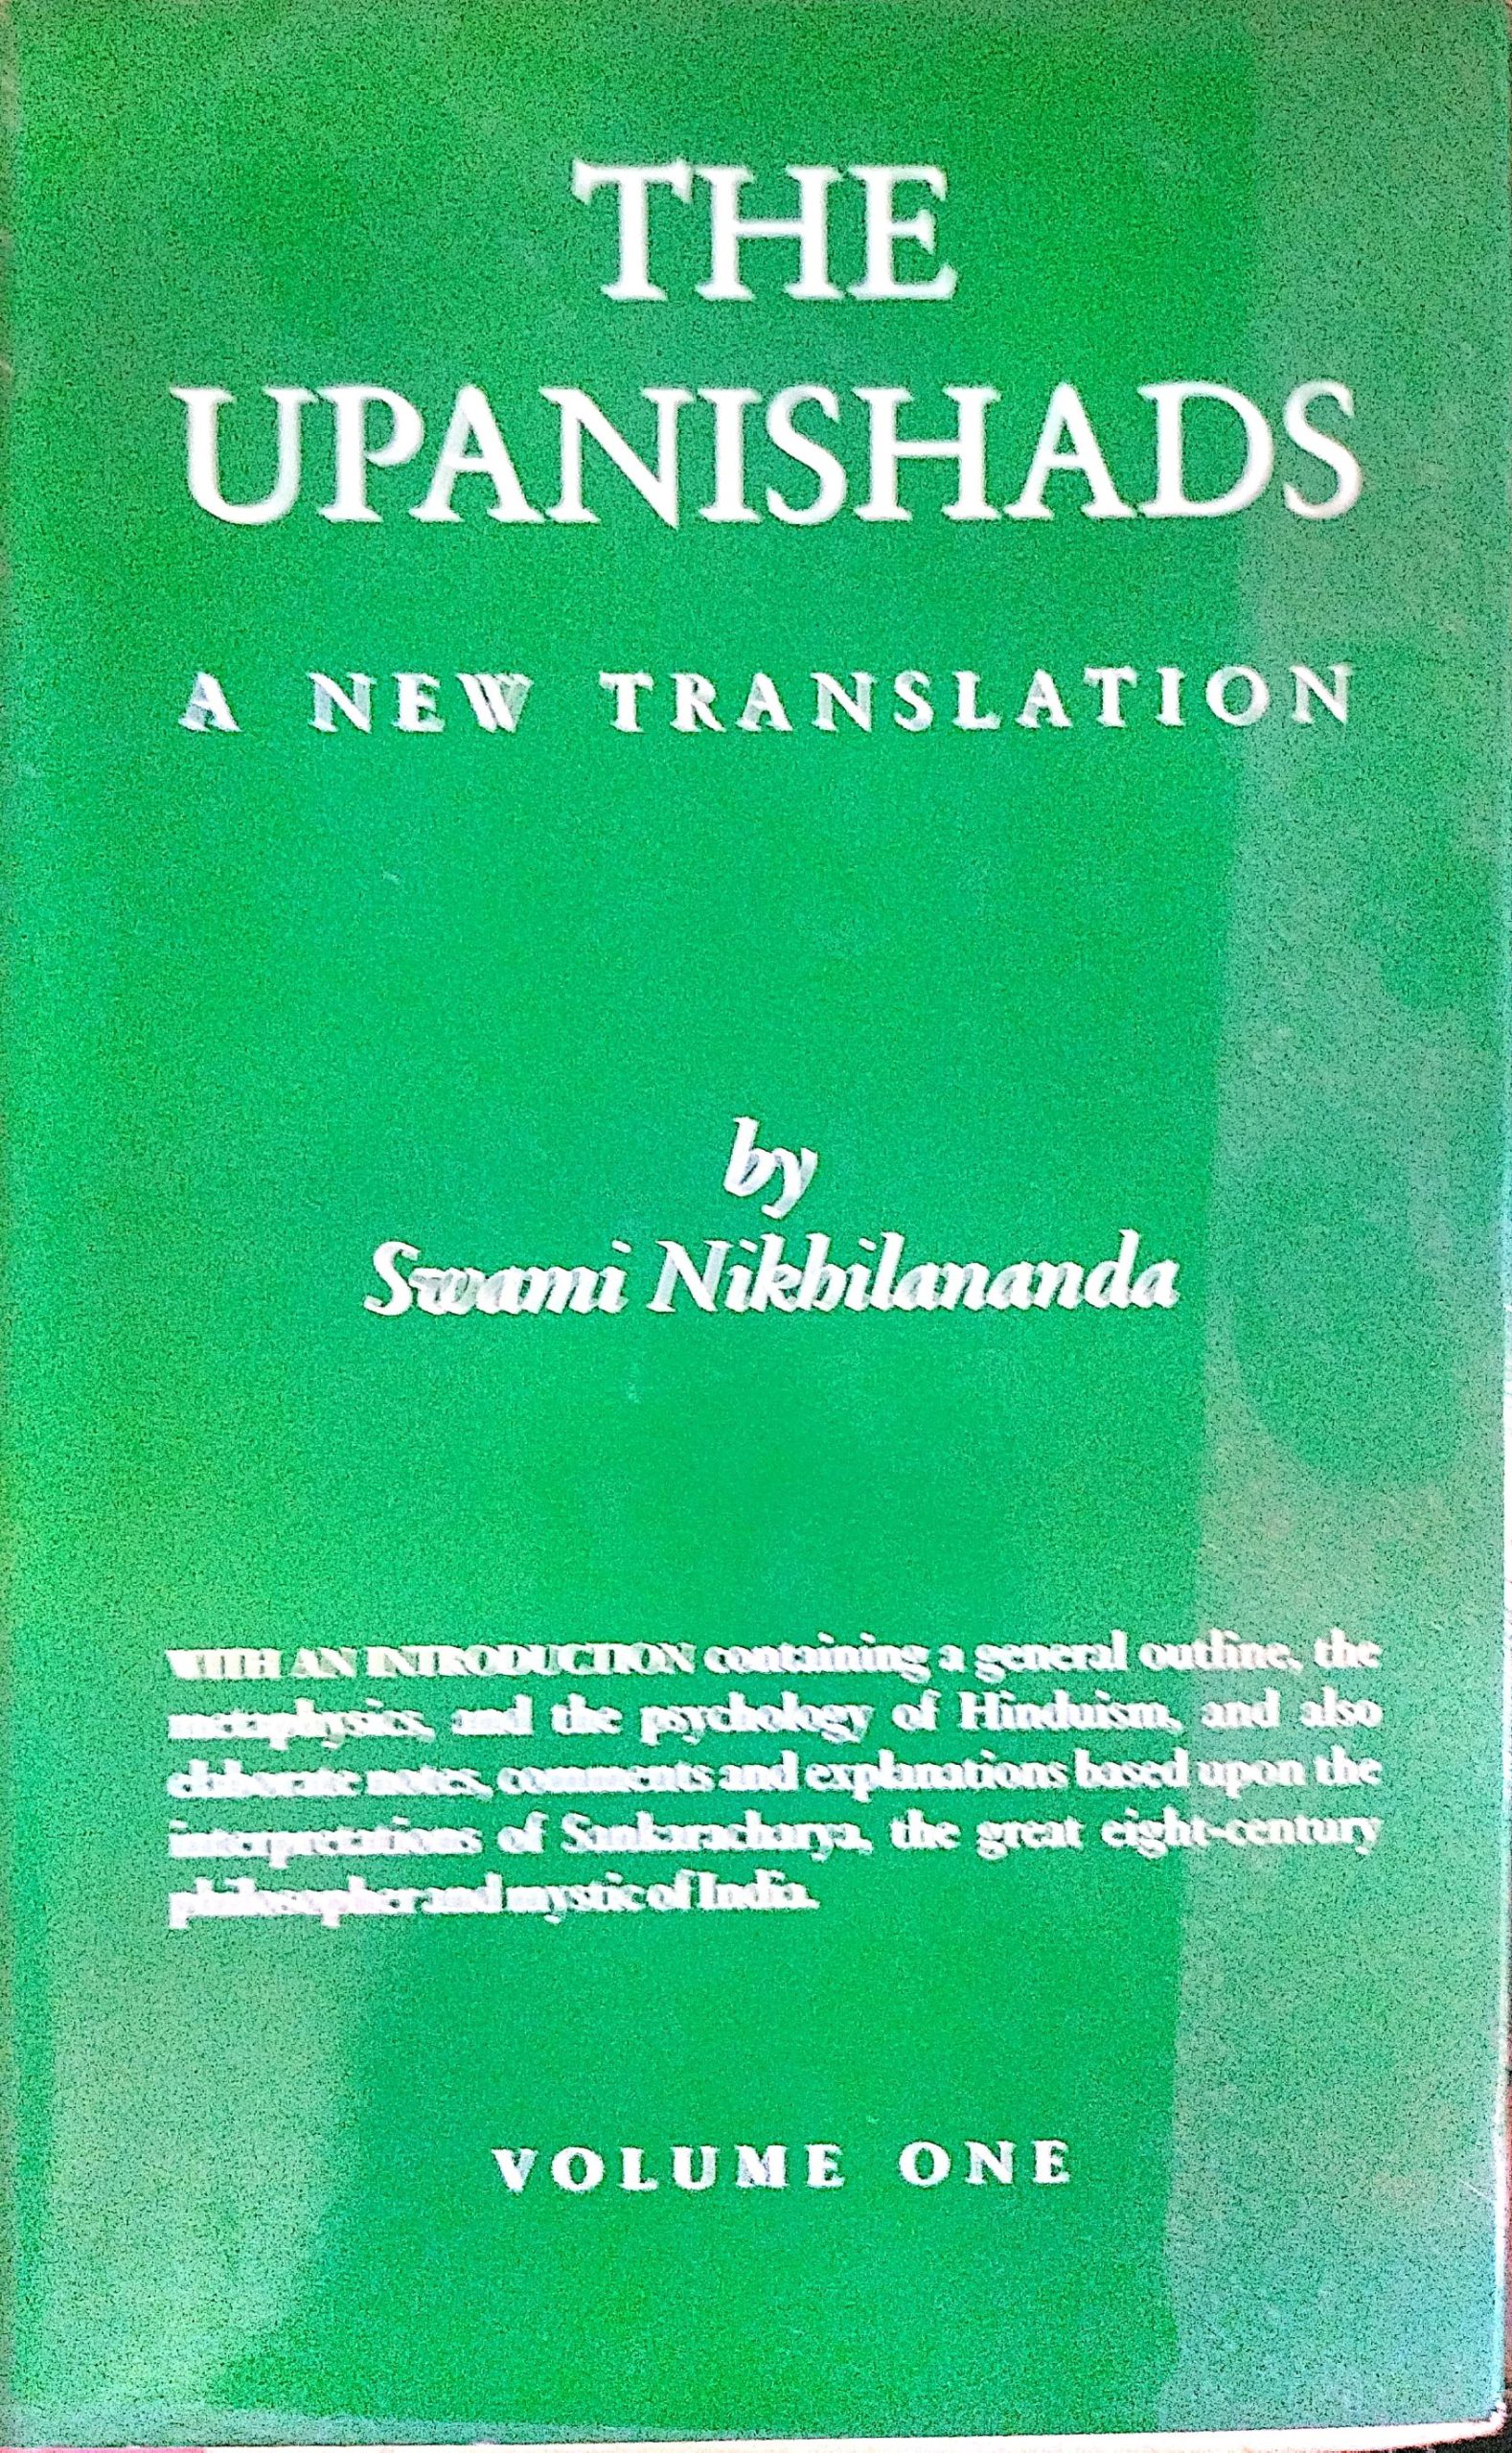 THE
UPANISHADS
A NEW TRANSLATION
by
Swami Nikhilananda
WITH AN INTRODUCTION containing a general outline, the
metaphysics, and the psychology of Hinduism, and also
elaborate notes, comments and explanations based upon the
interpretations of Sankaracharya, the great eight-century
philosopher and mystic of India.
VOLUME ONE